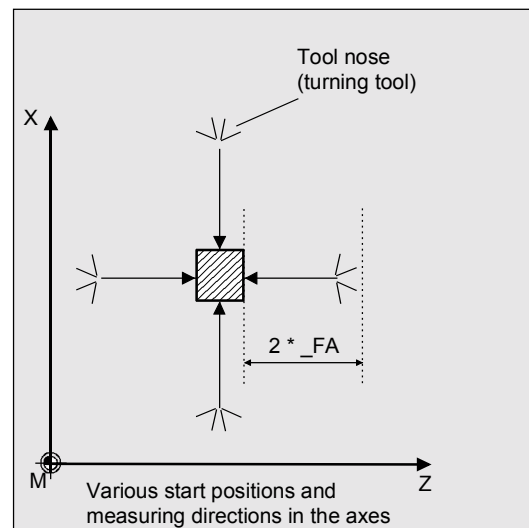 Tool nose
(turning tool)
X
2 * _FA
M
Z
Various start positions and
measuring directions in the axes